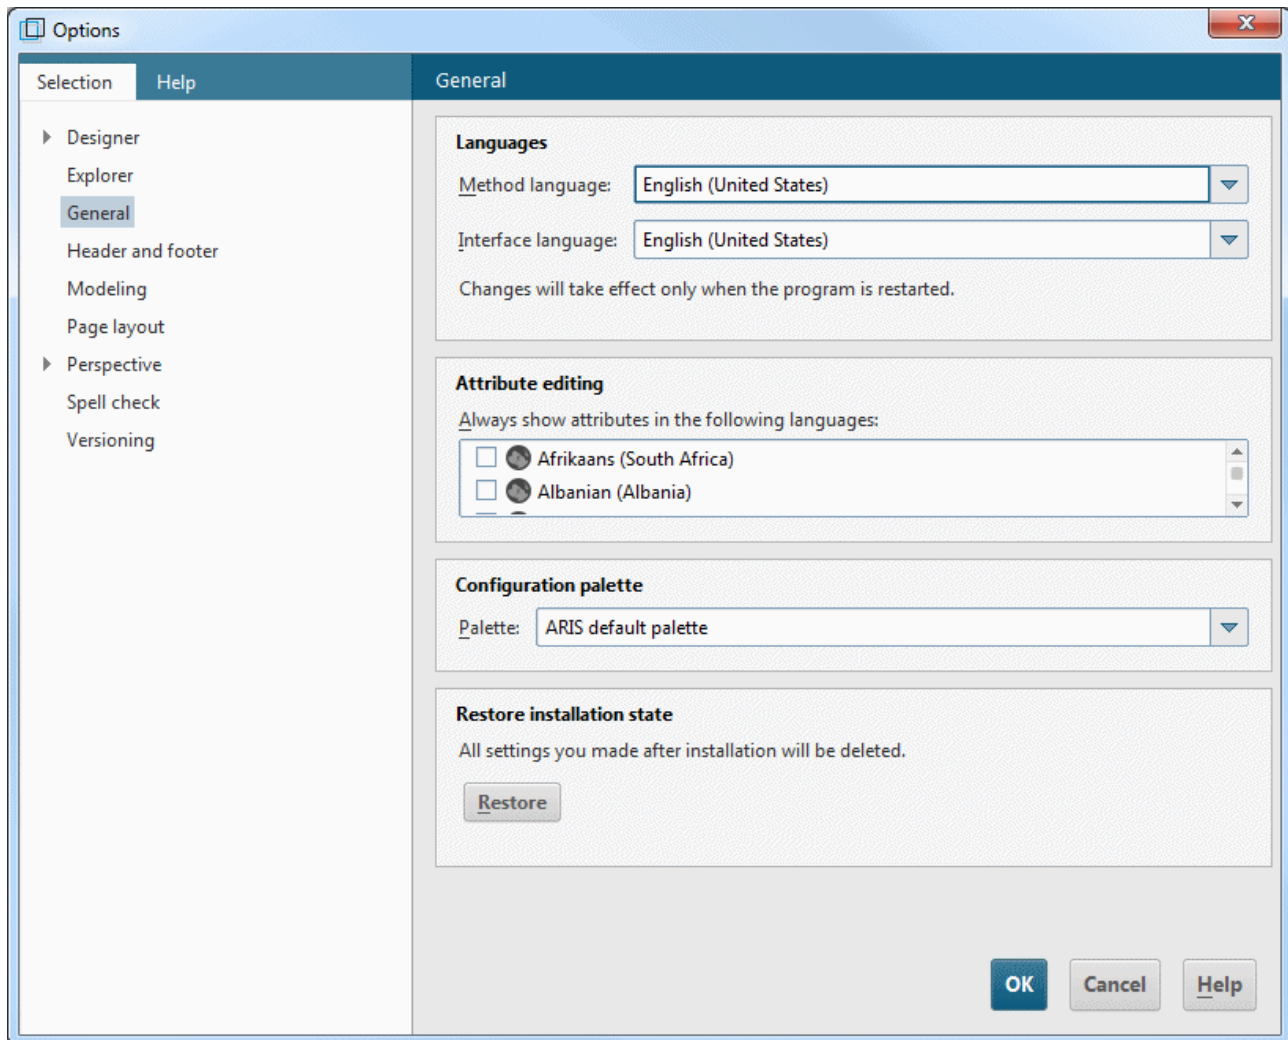 Options
Selection
Help
General
Designer
Explorer
General
Header and footer
Modeling
Page layout
Perspective
Spell check
Versioning
Languages
Method language: English (United States)
Interface language: English (United States)
Changes will take effect only when the program is restarted.
Attribute editing
Always show attributes in the following languages:
Afrikaans (South Africa)
Albanian (Albania)
Configuration palette
Palette: ARIS default palette
Restore installation state
All settings you made after installation will be deleted.
Restore
OK
Cancel
Help